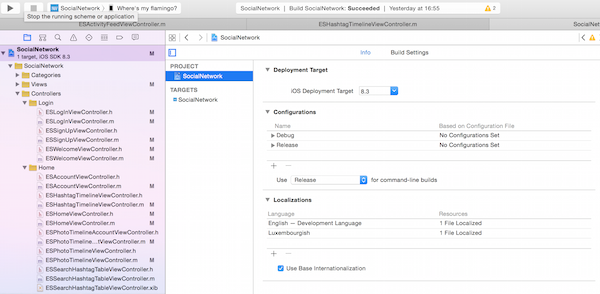 SocialNetwork Where's my flamingo?
SocialNetwork | Build SocialNetwork: Succeeded | Yesterday at 16:55 2
Stop the running scheme or application
ESActivityFeedViewController.m ESHashtagTimelineViewController.m
SocialNetwork
SocialNetwork M
1 target, iOS SDK 8.3
SocialNetwork
Categories
Views M
Controllers
Login
ESLogInViewController.h
ESLogInViewController.m M
ESSignUpViewController.h
ESSignUpViewController.m M
ESWelcomeViewController.h
ESWelcomeViewController.m M
Home
ESAccountViewController.h
ESAccountViewController.m M
ESHashtagTimelineViewController.h
ESHashtagTimelineViewController.m M
ESHomeViewController.h
ESHomeViewController.m M
ESPhotoTimelineAccountViewController.h
ESPhotoTimeline...tViewController.m M
ESPhotoTimelineViewController.h
ESPhotoTimelineViewController.m M
ESSearchHashtagTableViewController.h
ESSearchHashtagTableViewController.m
ESSearchHashtagTableViewController.xib
Info Build Settings
PROJECT
SocialNetwork
TARGETS
SocialNetwork
Deployment Target
iOS Deployment Target 8.3
Configurations
Name Based on Configuration File
Debug No Configurations Set
Release No Configurations Set
+ −
Use Release for command-line builds
Localizations
Language Resources
English — Development Language 1 File Localized
Luxembourgish 1 File Localized
+ −
Use Base Internationalization